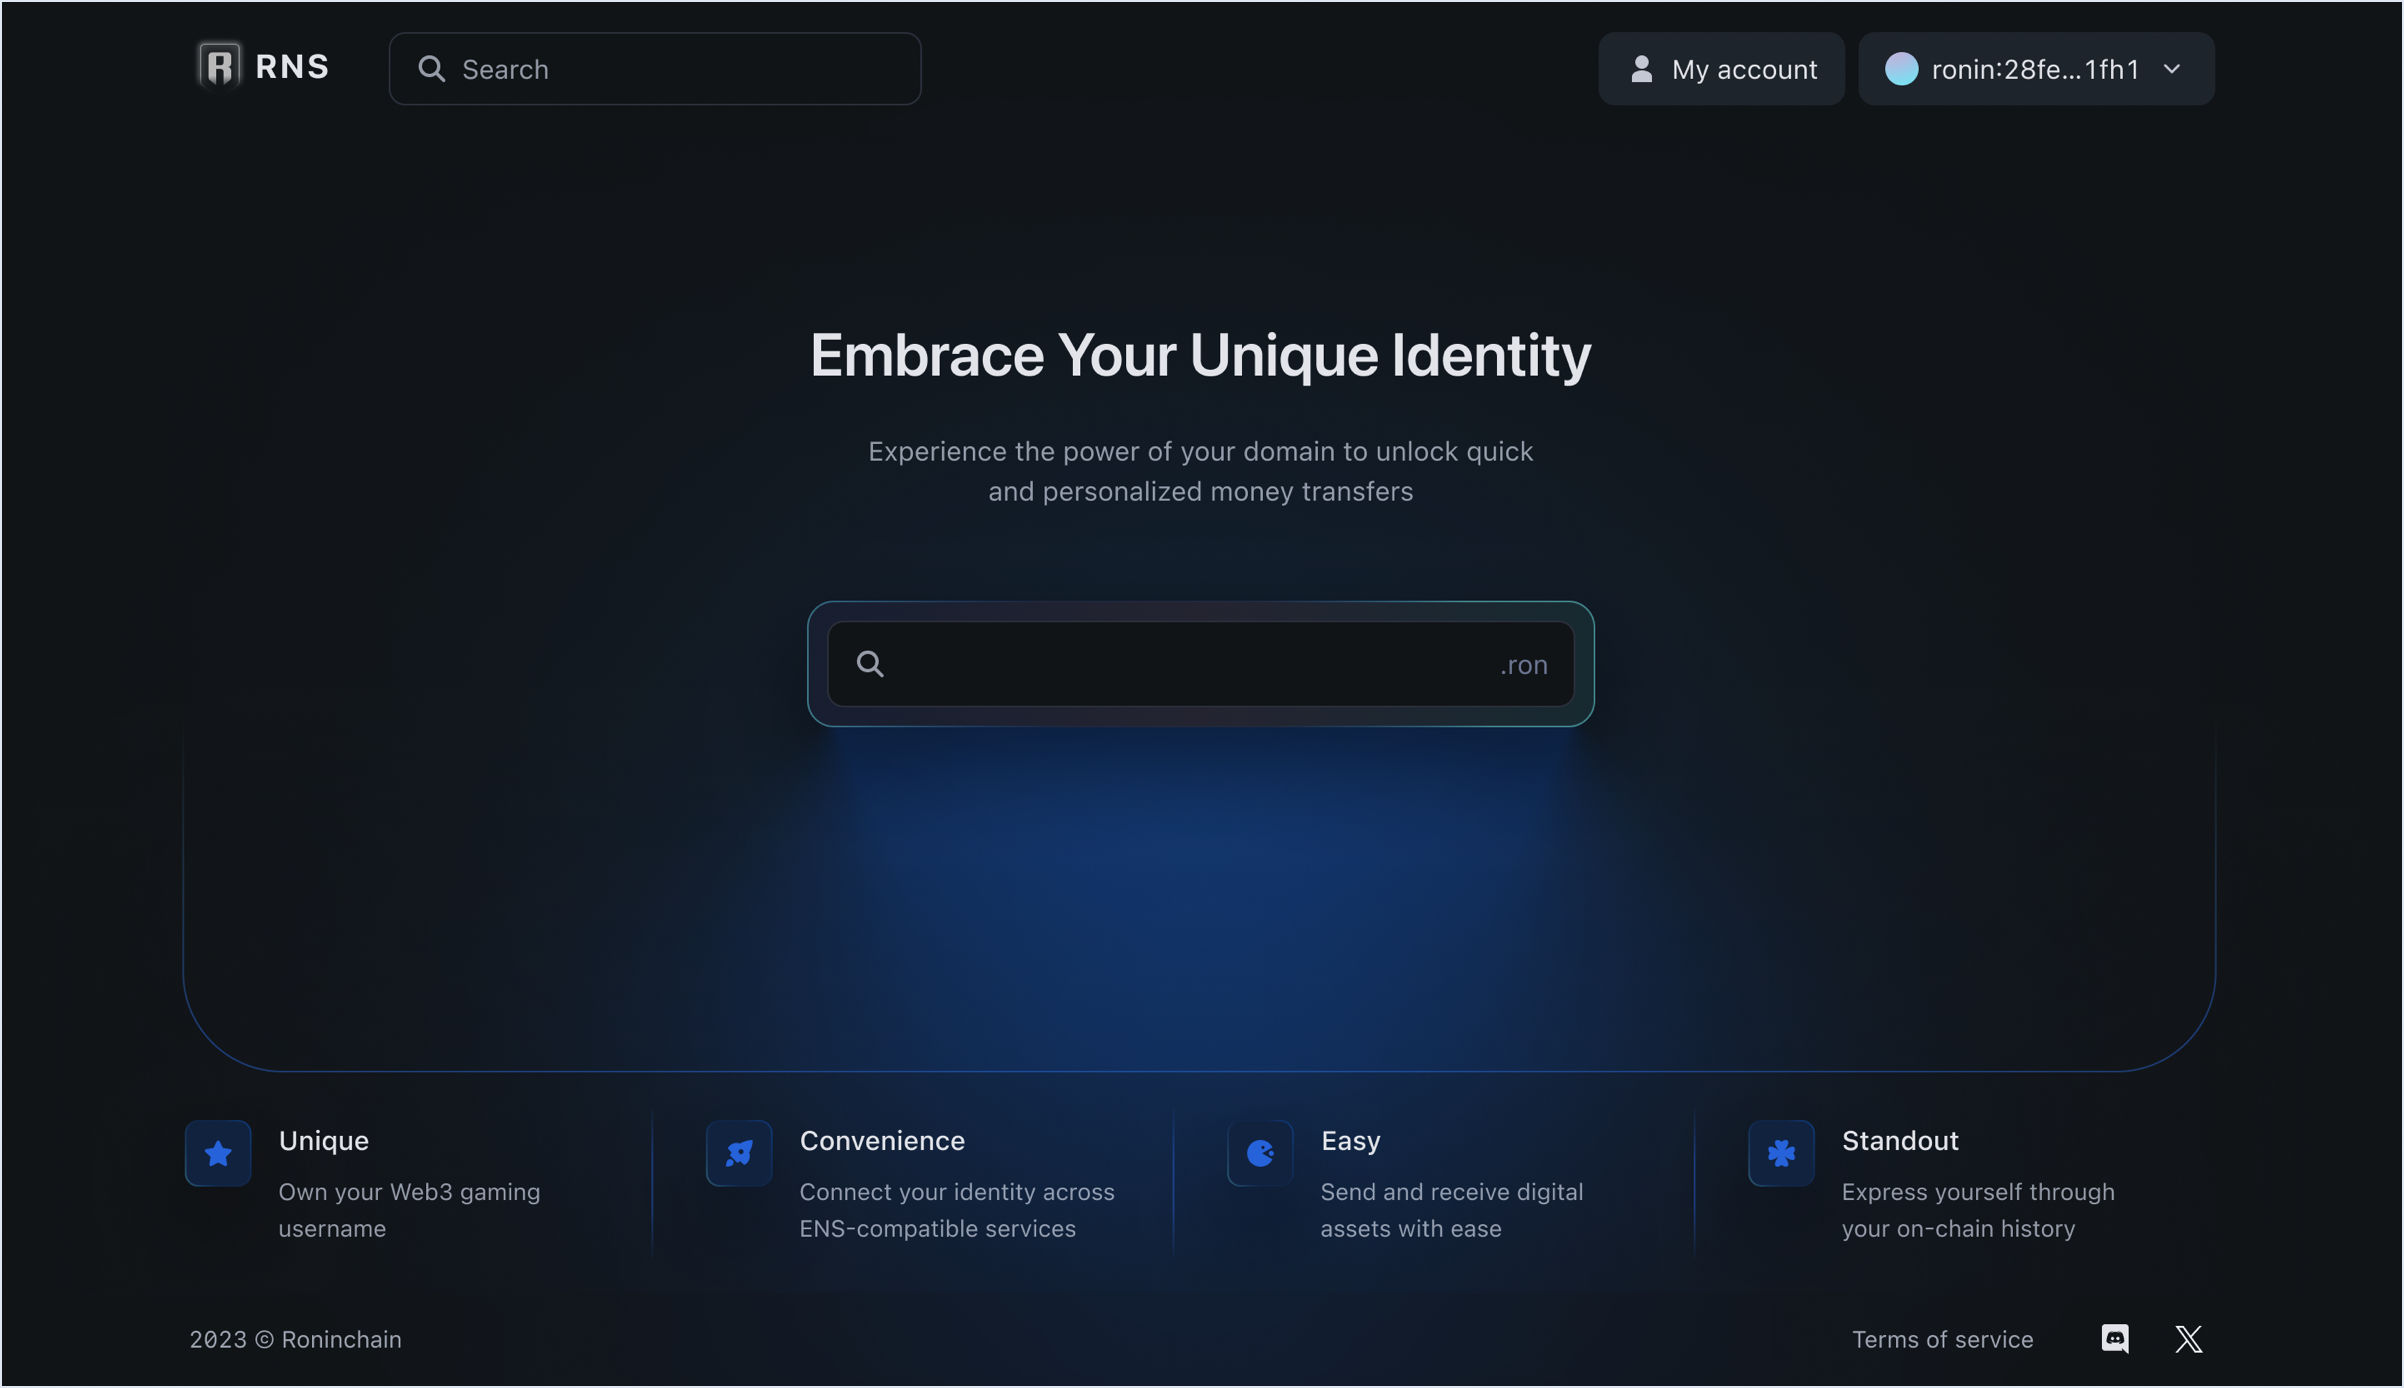 RNS
Search
My account
ronin:28fe...1fh1
Embrace Your Unique Identity
Experience the power of your domain to unlock quick
and personalized money transfers
.ron
Unique
Own your Web3 gaming
username
Convenience
Connect your identity across
ENS-compatible services
Easy
Send and receive digital
assets with ease
Standout
Express yourself through
your on-chain history
2023 © Roninchain
Terms of service